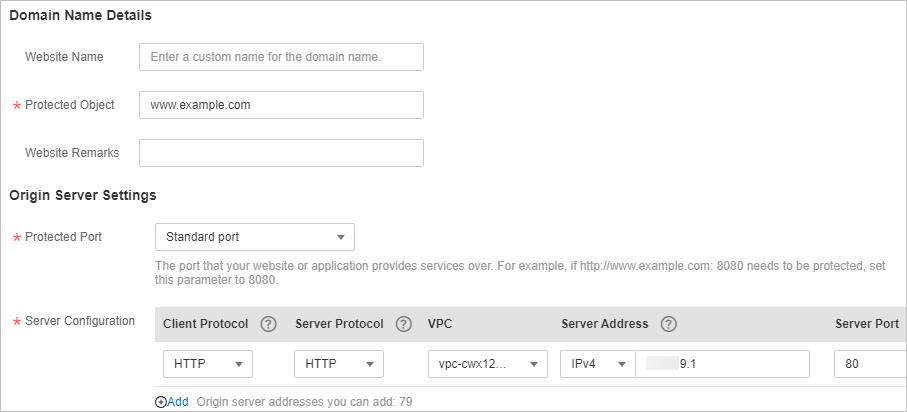 Domain Name Details
Website Name Enter a custom name for the domain name.
* Protected Object www.example.com
Website Remarks
Origin Server Settings
* Protected Port Standard port
The port that your website or application provides services over. For example, if http://www.example.com: 8080 needs to be protected, set
this parameter to 8080.
* Server Configuration Client Protocol ? Server Protocol ? VPC Server Address ? Server Port
HTTP HTTP vpc-cwx12... IPv4 9.1 80
Add Origin server addresses you can add: 79